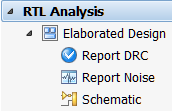 RTL Analysis
Elaborated Design
Report DRC
Report Noise
Schematic